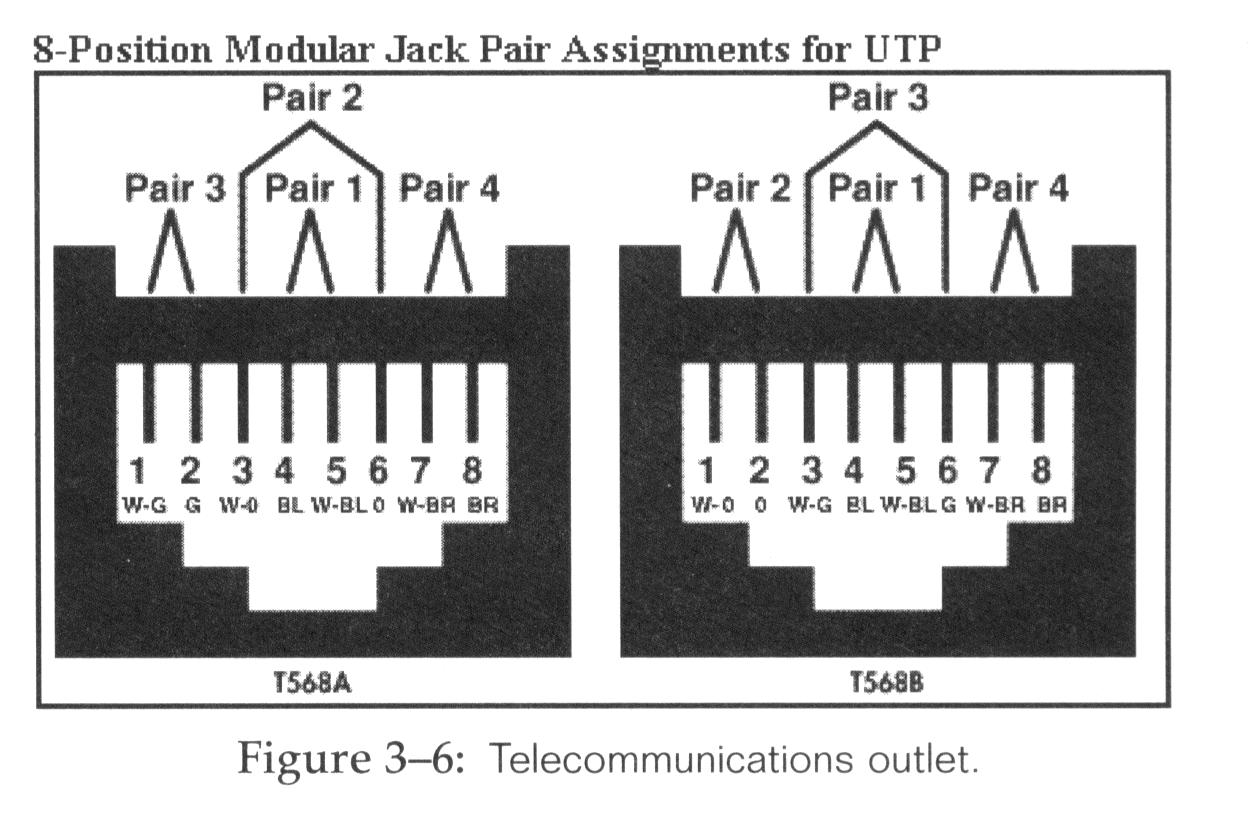 8-Position Modular Jack Pair Assignments for UTP
Pair 2
Pair 3
Pair 3 Pair 1 Pair 4
Pair 2 Pair 1 Pair 4
1 2 3 4 5 6 7 8
W-G G W-0 BL W-BL 0 W-BR BR
1 2 3 4 5 6 7 8
W-0 0 W-G BL W-BL G W-BR BR
T568A
T568B
Figure 3–6: Telecommunications outlet.